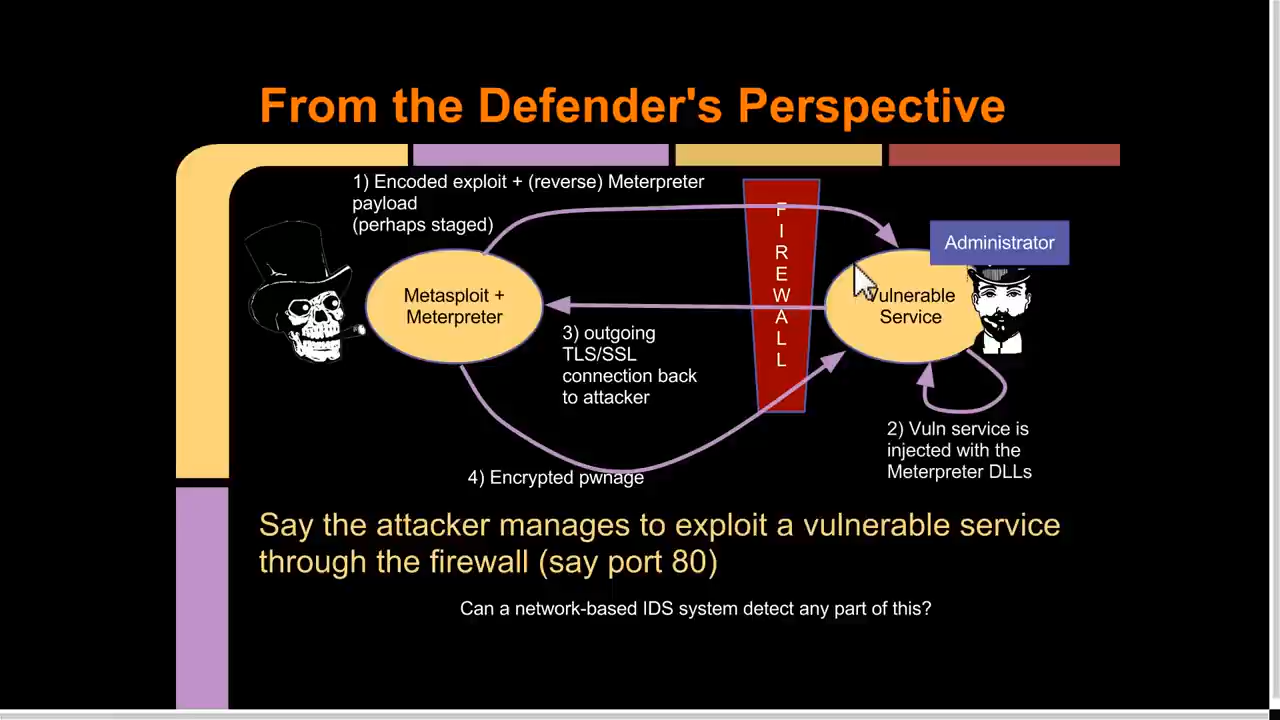 From the Defender's Perspective
1) Encoded exploit + (reverse) Meterpreter
payload
(perhaps staged)
F
I
R
E
W
A
L
L
Administrator
Metasploit +
Meterpreter
Vulnerable
Service
3) outgoing
TLS/SSL
connection back
to attacker
2) Vuln service is
injected with the
Meterpreter DLLs
4) Encrypted pwnage
Say the attacker manages to exploit a vulnerable service
through the firewall (say port 80)
Can a network-based IDS system detect any part of this?